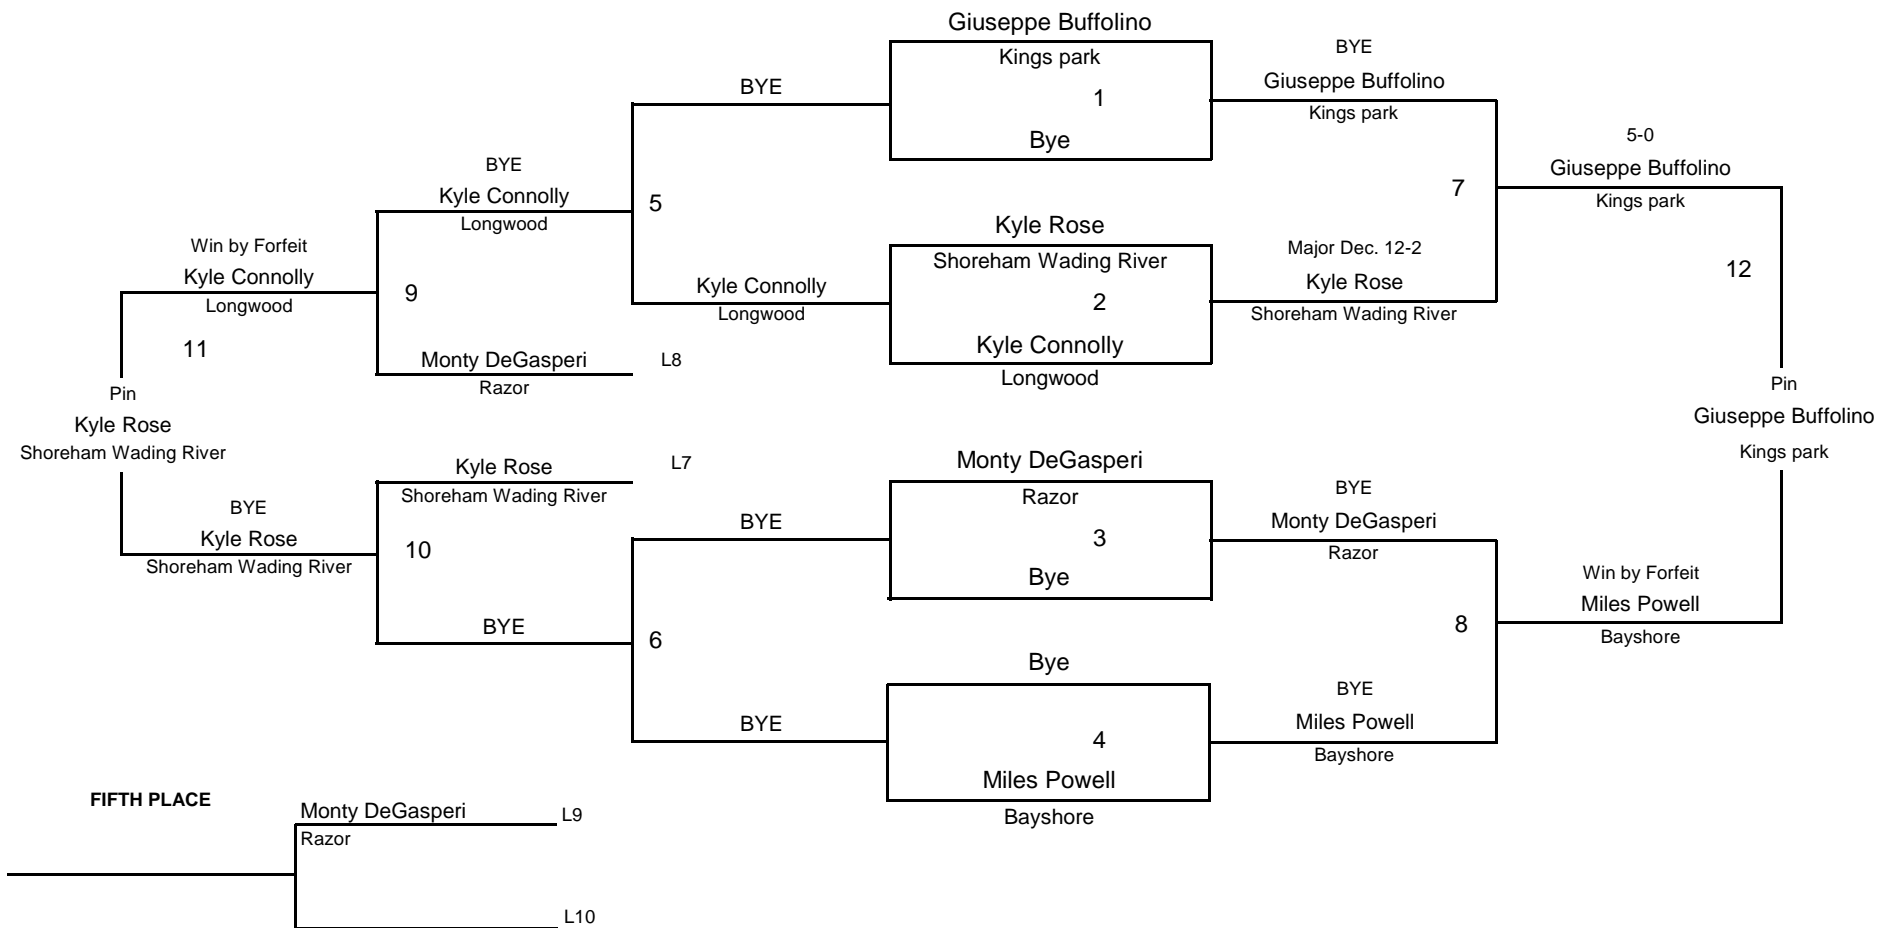 Giuseppe Buffolino
Kings park
1
Bye
BYE
BYE
Giuseppe Buffolino
Kings park
5-0
Giuseppe Buffolino
Kings park
BYE
Kyle Connolly
Longwood
5
7
Kyle Rose
Shoreham Wading River
2
Kyle Connolly
Longwood
Major Dec. 12-2
Kyle Rose
Shoreham Wading River
12
Win by Forfeit
Kyle Connolly
Longwood
9
Kyle Connolly
Longwood
11
Monty DeGasperi
Razor
L8
Pin
Kyle Rose
Shoreham Wading River
Pin
Giuseppe Buffolino
Kings park
Kyle Rose
Shoreham Wading River
L7
Monty DeGasperi
Razor
3
Bye
BYE
BYE
Monty DeGasperi
Razor
BYE
Kyle Rose
Shoreham Wading River
10
Win by Forfeit
Miles Powell
Bayshore
BYE
6
8
Bye
4
Miles Powell
Bayshore
BYE
BYE
Miles Powell
Bayshore
FIFTH PLACE
Monty DeGasperi
Razor
L9
L10